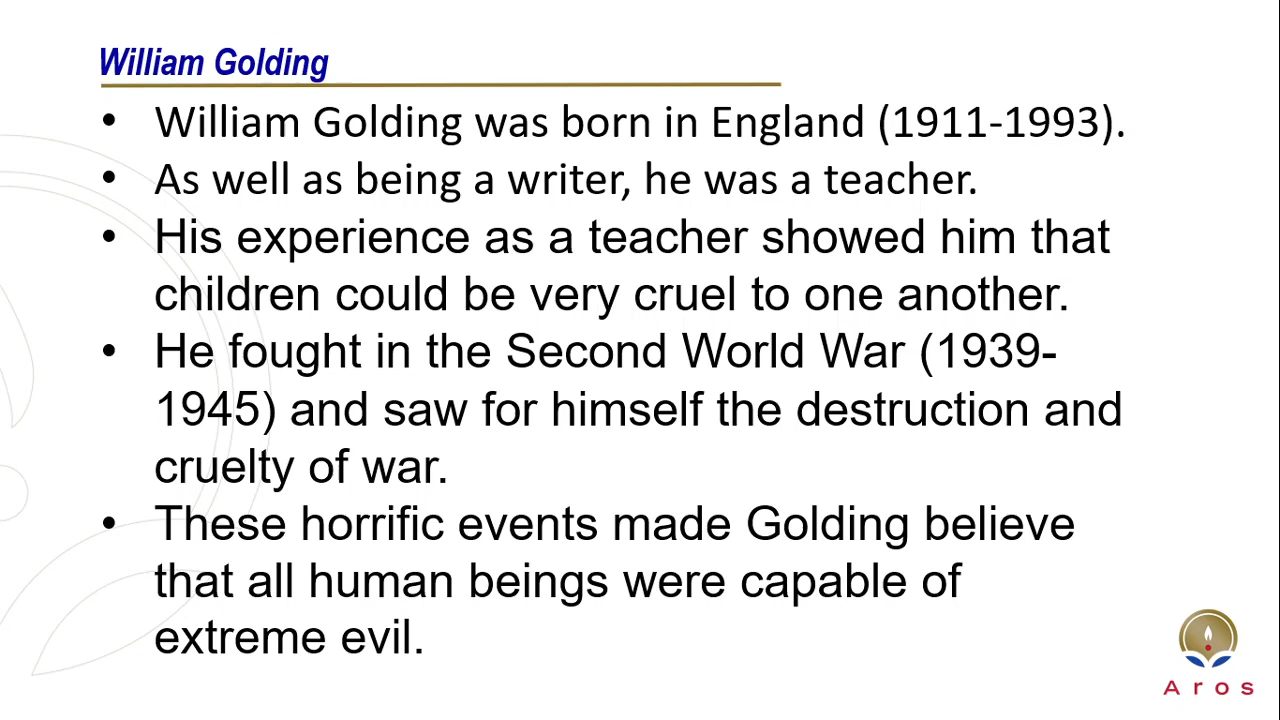 William Golding
• William Golding was born in England (1911-1993).
• As well as being a writer, he was a teacher.
• His experience as a teacher showed him that
children could be very cruel to one another.
• He fought in the Second World War (1939-
1945) and saw for himself the destruction and
cruelty of war.
• These horrific events made Golding believe
that all human beings were capable of
extreme evil.
Aros